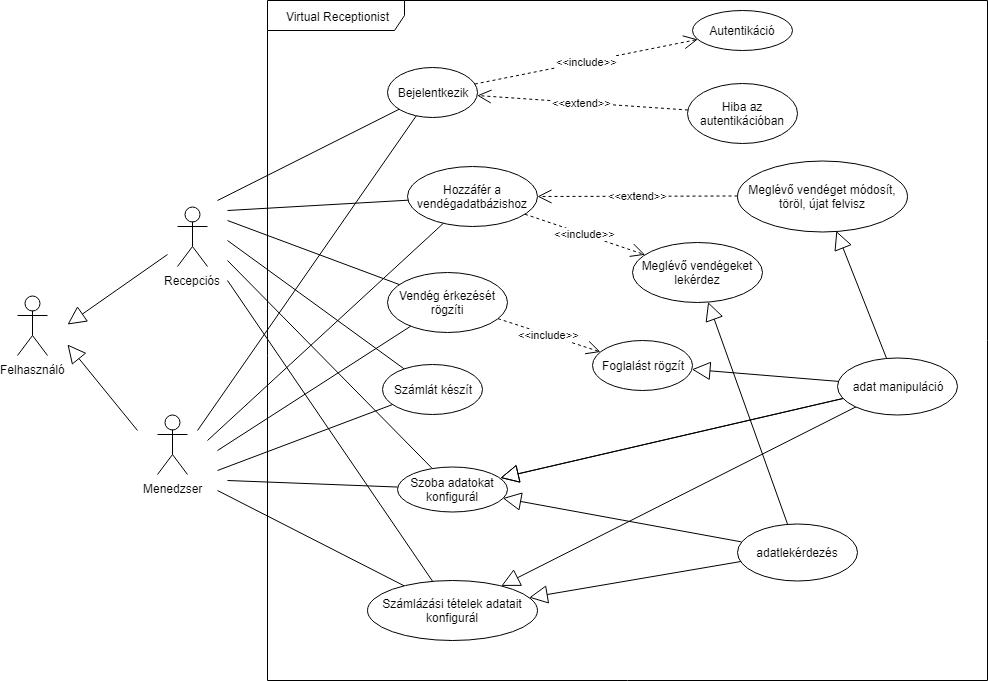 Virtual Receptionist
Autentikáció
<<include>>
Bejelentkezik
<<extend>>
Hiba az
autentikációban
Hozzáfér a
vendégadatbázishoz
<<extend>>
Meglévő vendéget módosít,
töröl, újat felvisz
<<include>>
Meglévő vendégeket
lekérdez
Recepciós
Vendég érkezését
rögzíti
<<include>>
Foglalást rögzít
Felhasználó
Számlát készít
adat manipuláció
Menedzser
Szoba adatokat
konfigurál
adatlekérdezés
Számlázási tételek adatait
konfigurál